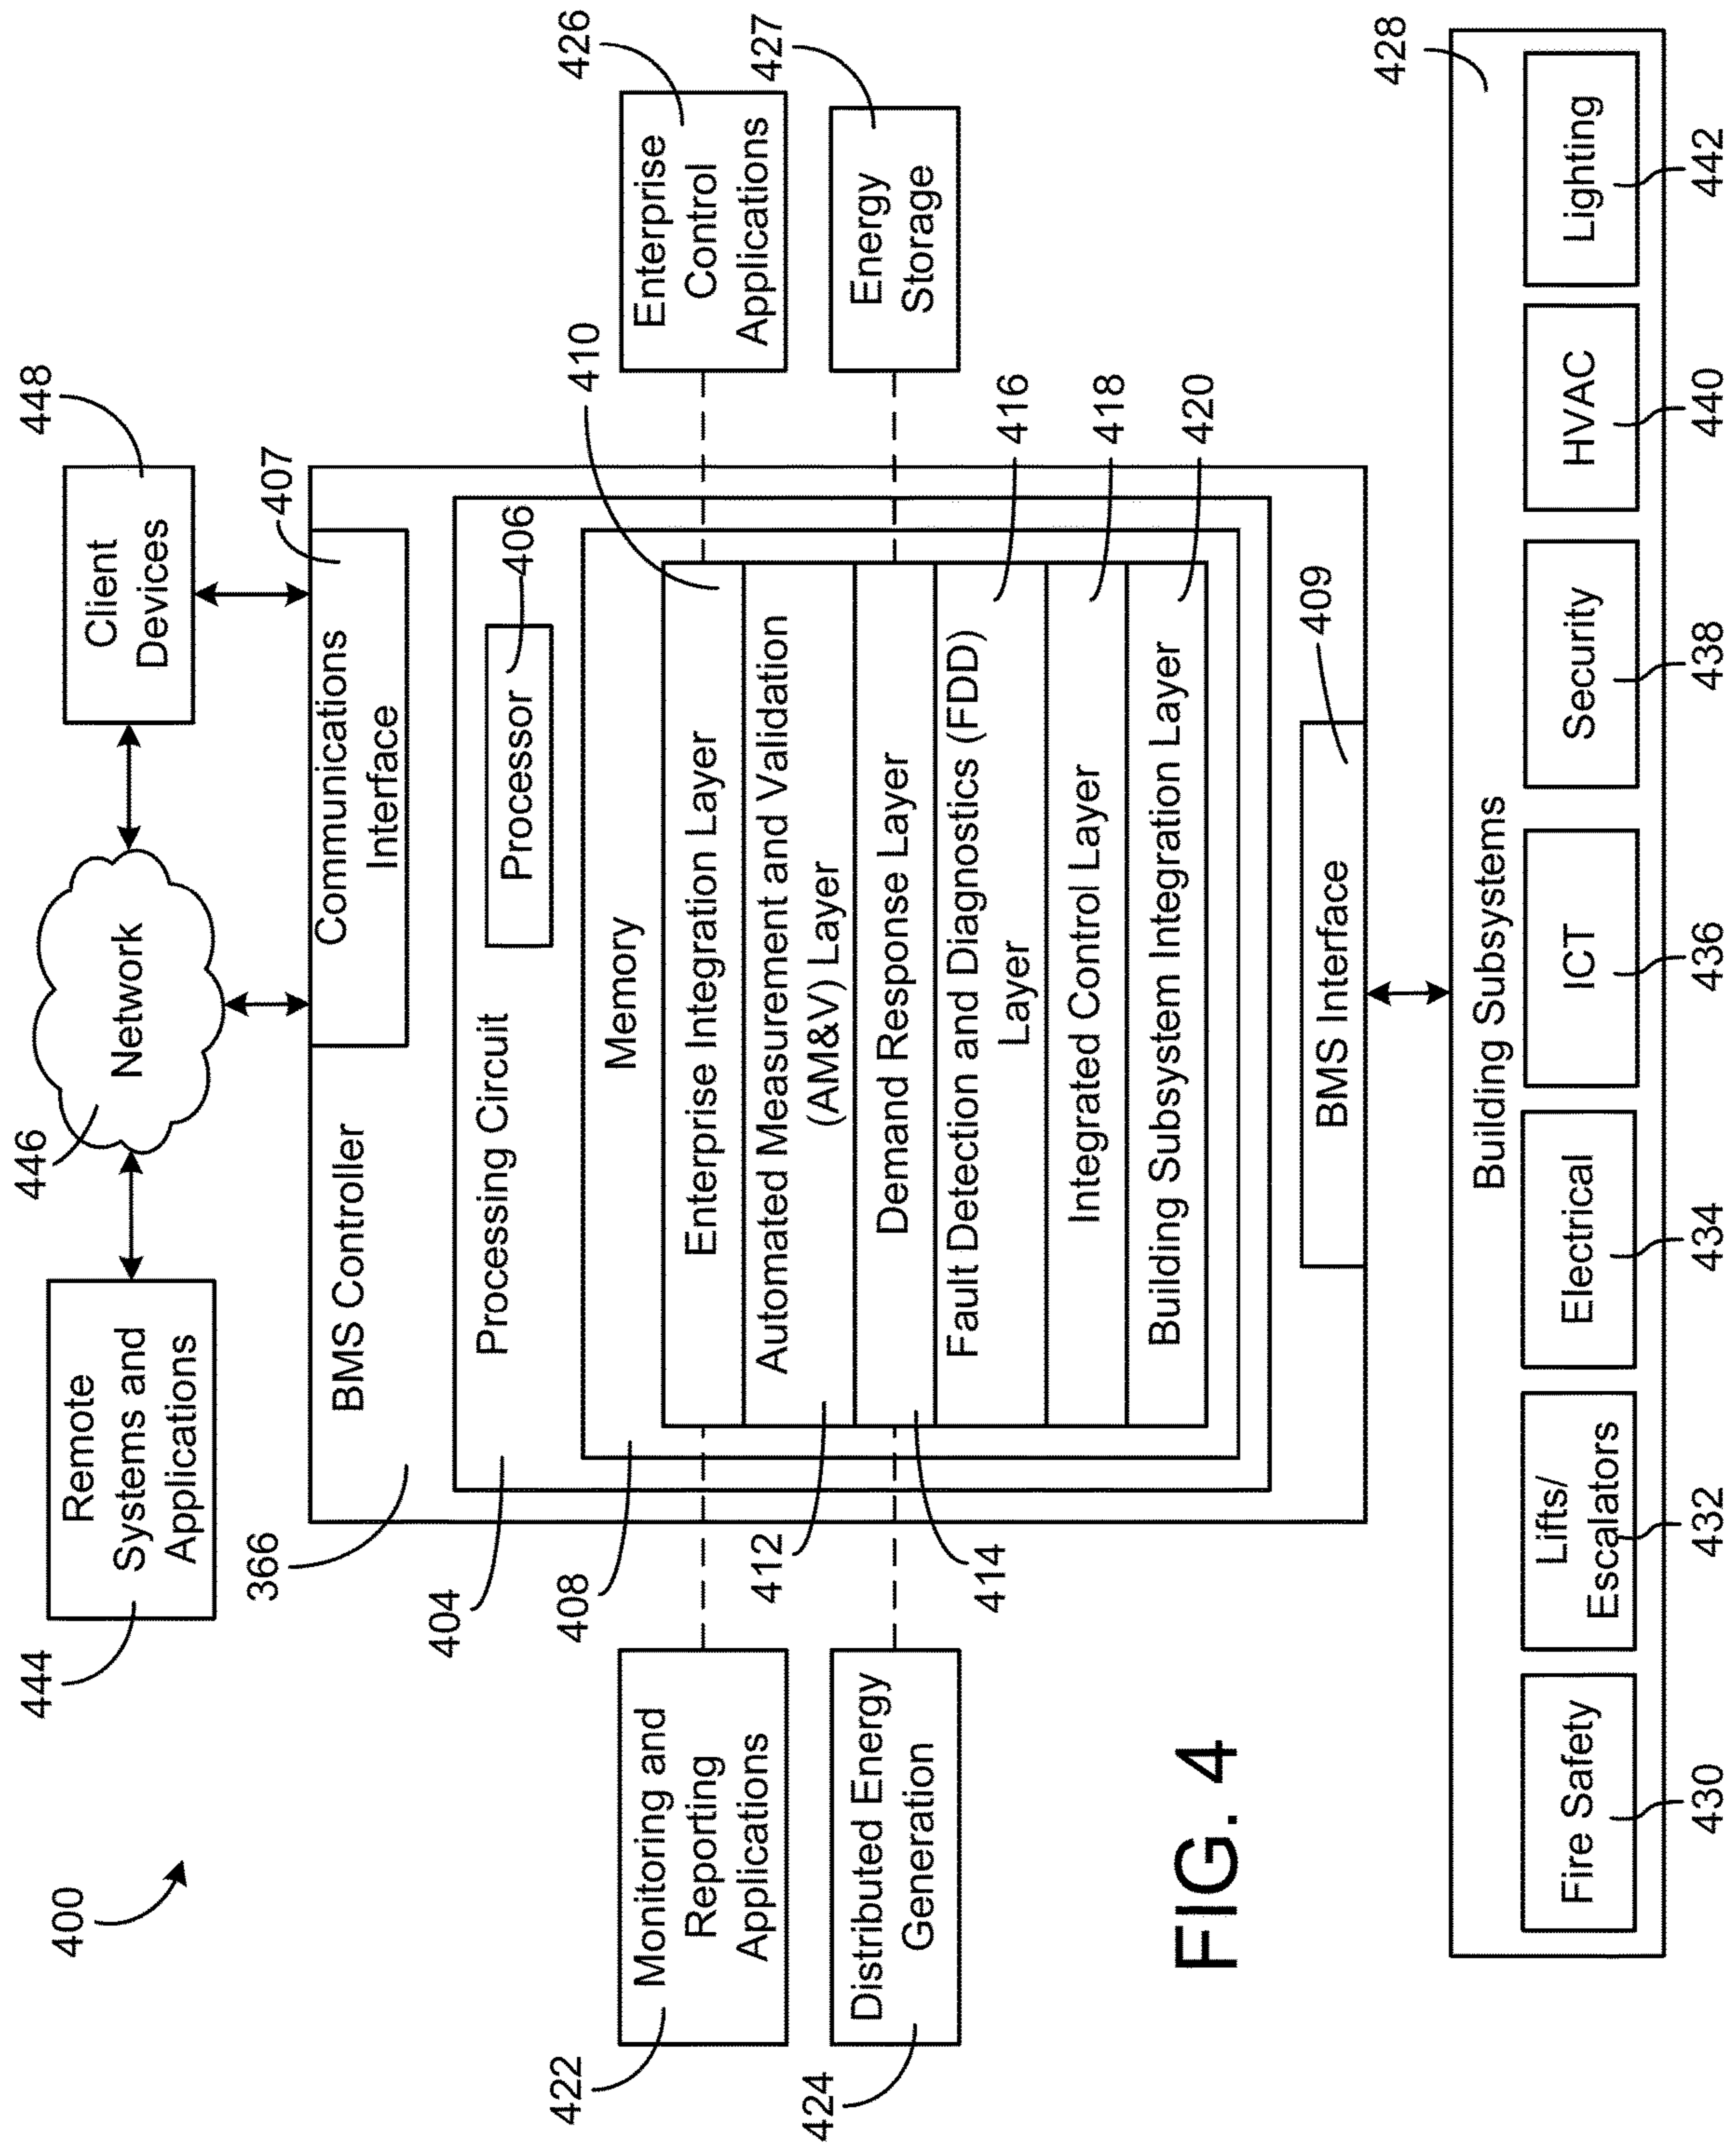 400
444
Remote
Systems and
Applications
446
Network
448
Client
Devices
366
BMS Controller
407
Communications
Interface
404
Processing Circuit
406
Processor
408
Memory
410
Enterprise Integration Layer
412
Automated Measurement and Validation
(AM&V) Layer
414
Demand Response Layer
416
Fault Detection and Diagnostics (FDD)
Layer
418
Integrated Control Layer
420
Building Subsystem Integration Layer
422
Monitoring and
Reporting
Applications
424
Distributed Energy
Generation
426
Enterprise
Control
Applications
427
Energy
Storage
409
BMS Interface
428
Building Subsystems
Fire Safety
Lifts/
Escalators
Electrical
ICT
Security
HVAC
Lighting
430
432
434
436
438
440
442
FIG. 4